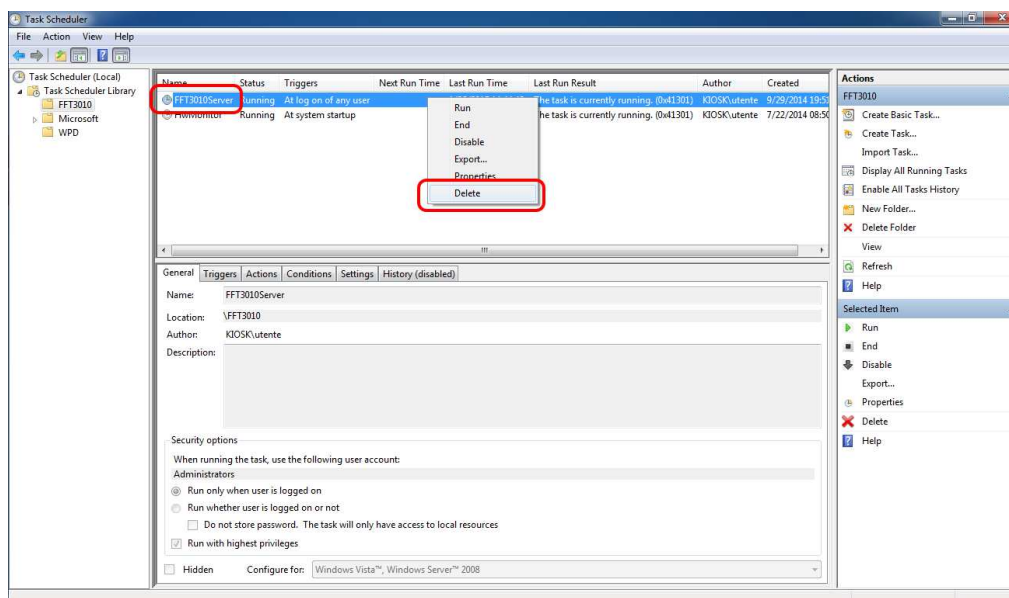 Task Scheduler
File Action View Help
Task Scheduler (Local)
Task Scheduler Library
FFT3010
Microsoft
WPD
Name Status Triggers Next Run Time Last Run Time Last Run Result Author Created
FFT3010Server Running At log on of any user The task is currently running. (0x41301) KIOSK\utente 9/29/2014 19:53
HwMonitor Running At system startup The task is currently running. (0x41301) KIOSK\utente 7/22/2014 08:50
Run
End
Disable
Export...
Properties
Delete
General Triggers Actions Conditions Settings History (disabled)
Name: FFT3010Server
Location: \FFT3010
Author: KIOSK\utente
Description:
Security options
When running the task, use the following user account:
Administrators
Run only when user is logged on
Run whether user is logged on or not
Do not store password. The task will only have access to local resources
Run with highest privileges
Hidden Configure for: Windows Vista™, Windows Server™ 2008
Actions
FFT3010
Create Basic Task...
Create Task...
Import Task...
Display All Running Tasks
Enable All Tasks History
New Folder...
Delete Folder
View
Refresh
Help
Selected Item
Run
End
Disable
Export...
Properties
Delete
Help